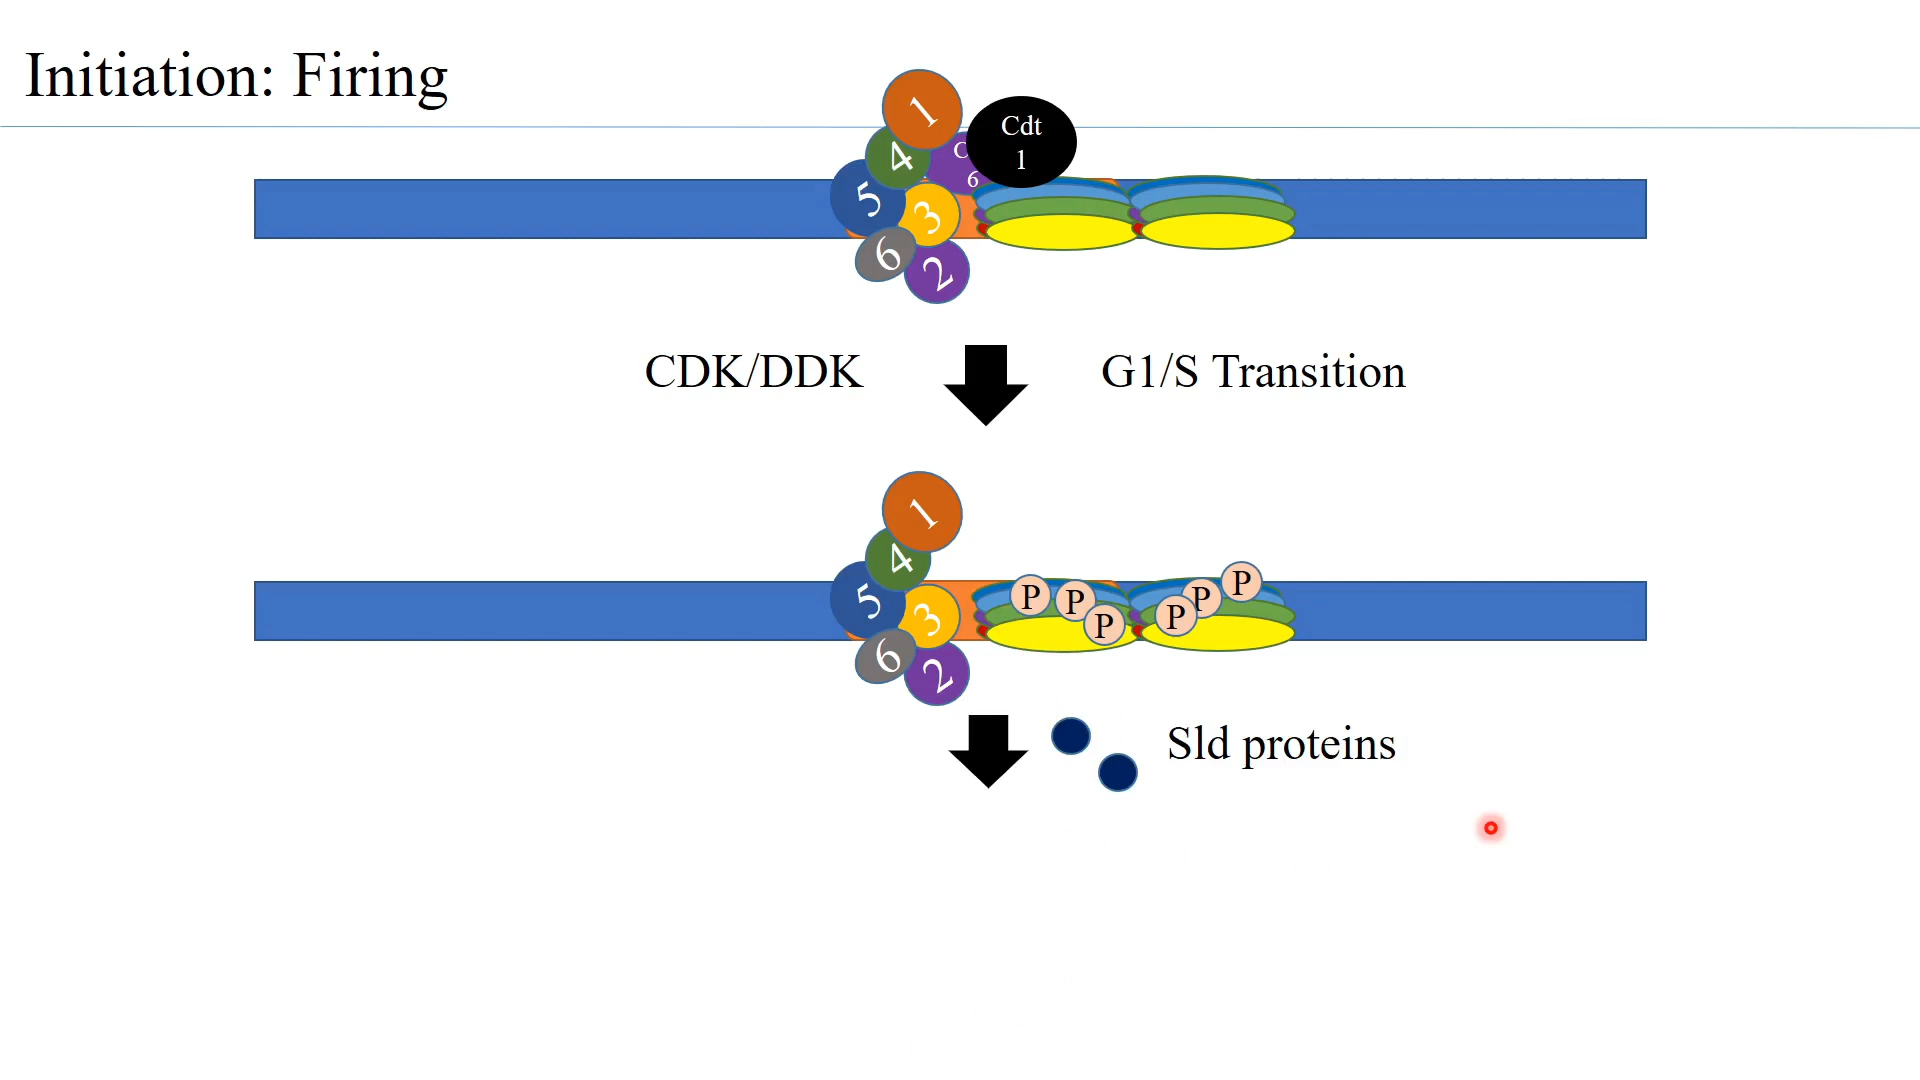 Initiation: Firing
1
Cdt
1
4
C
6
5
3
6
2
CDK/DDK
G1/S Transition
1
4
5
3
6
2
P
P
P
P
P
P
Sld proteins